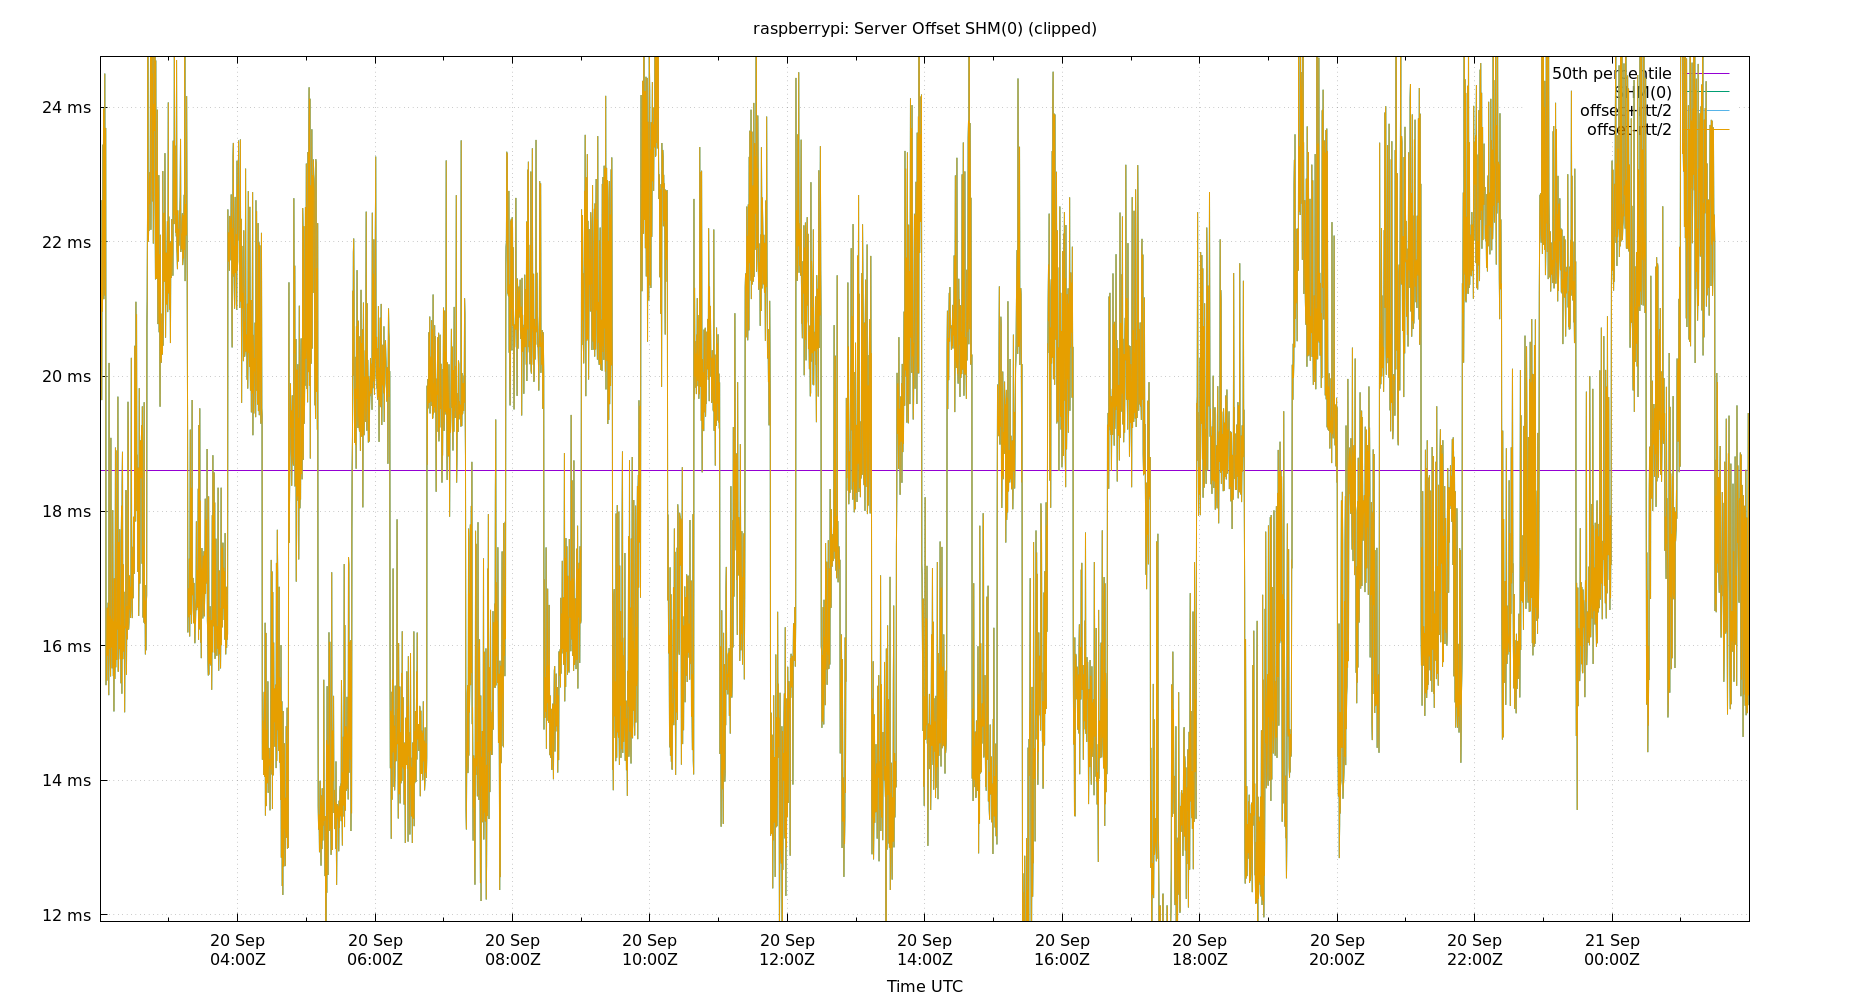 raspberrypi: Server Offset SHM(0) (clipped)
24 ms
22 ms
20 ms
18 ms
16 ms
14 ms
12 ms
50th percentile
SHM(0)
offset+rtt/2
offset-rtt/2
20 Sep 20 Sep 20 Sep 20 Sep 20 Sep 20 Sep 20 Sep 20 Sep 20 Sep 20 Sep 21 Sep
04:00Z 06:00Z 08:00Z 10:00Z 12:00Z 14:00Z 16:00Z 18:00Z 20:00Z 22:00Z 00:00Z
Time UTC